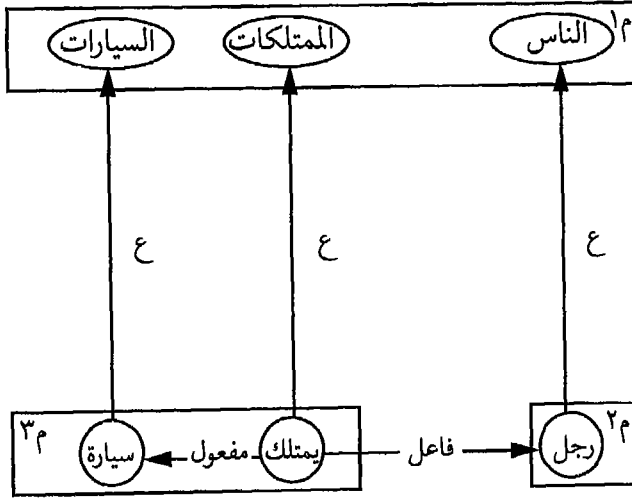 م١ الناس الممتلكات السيارات
ع ع ع
م٢ م٣
رجل فاعل يمتلك مفعول سيارة